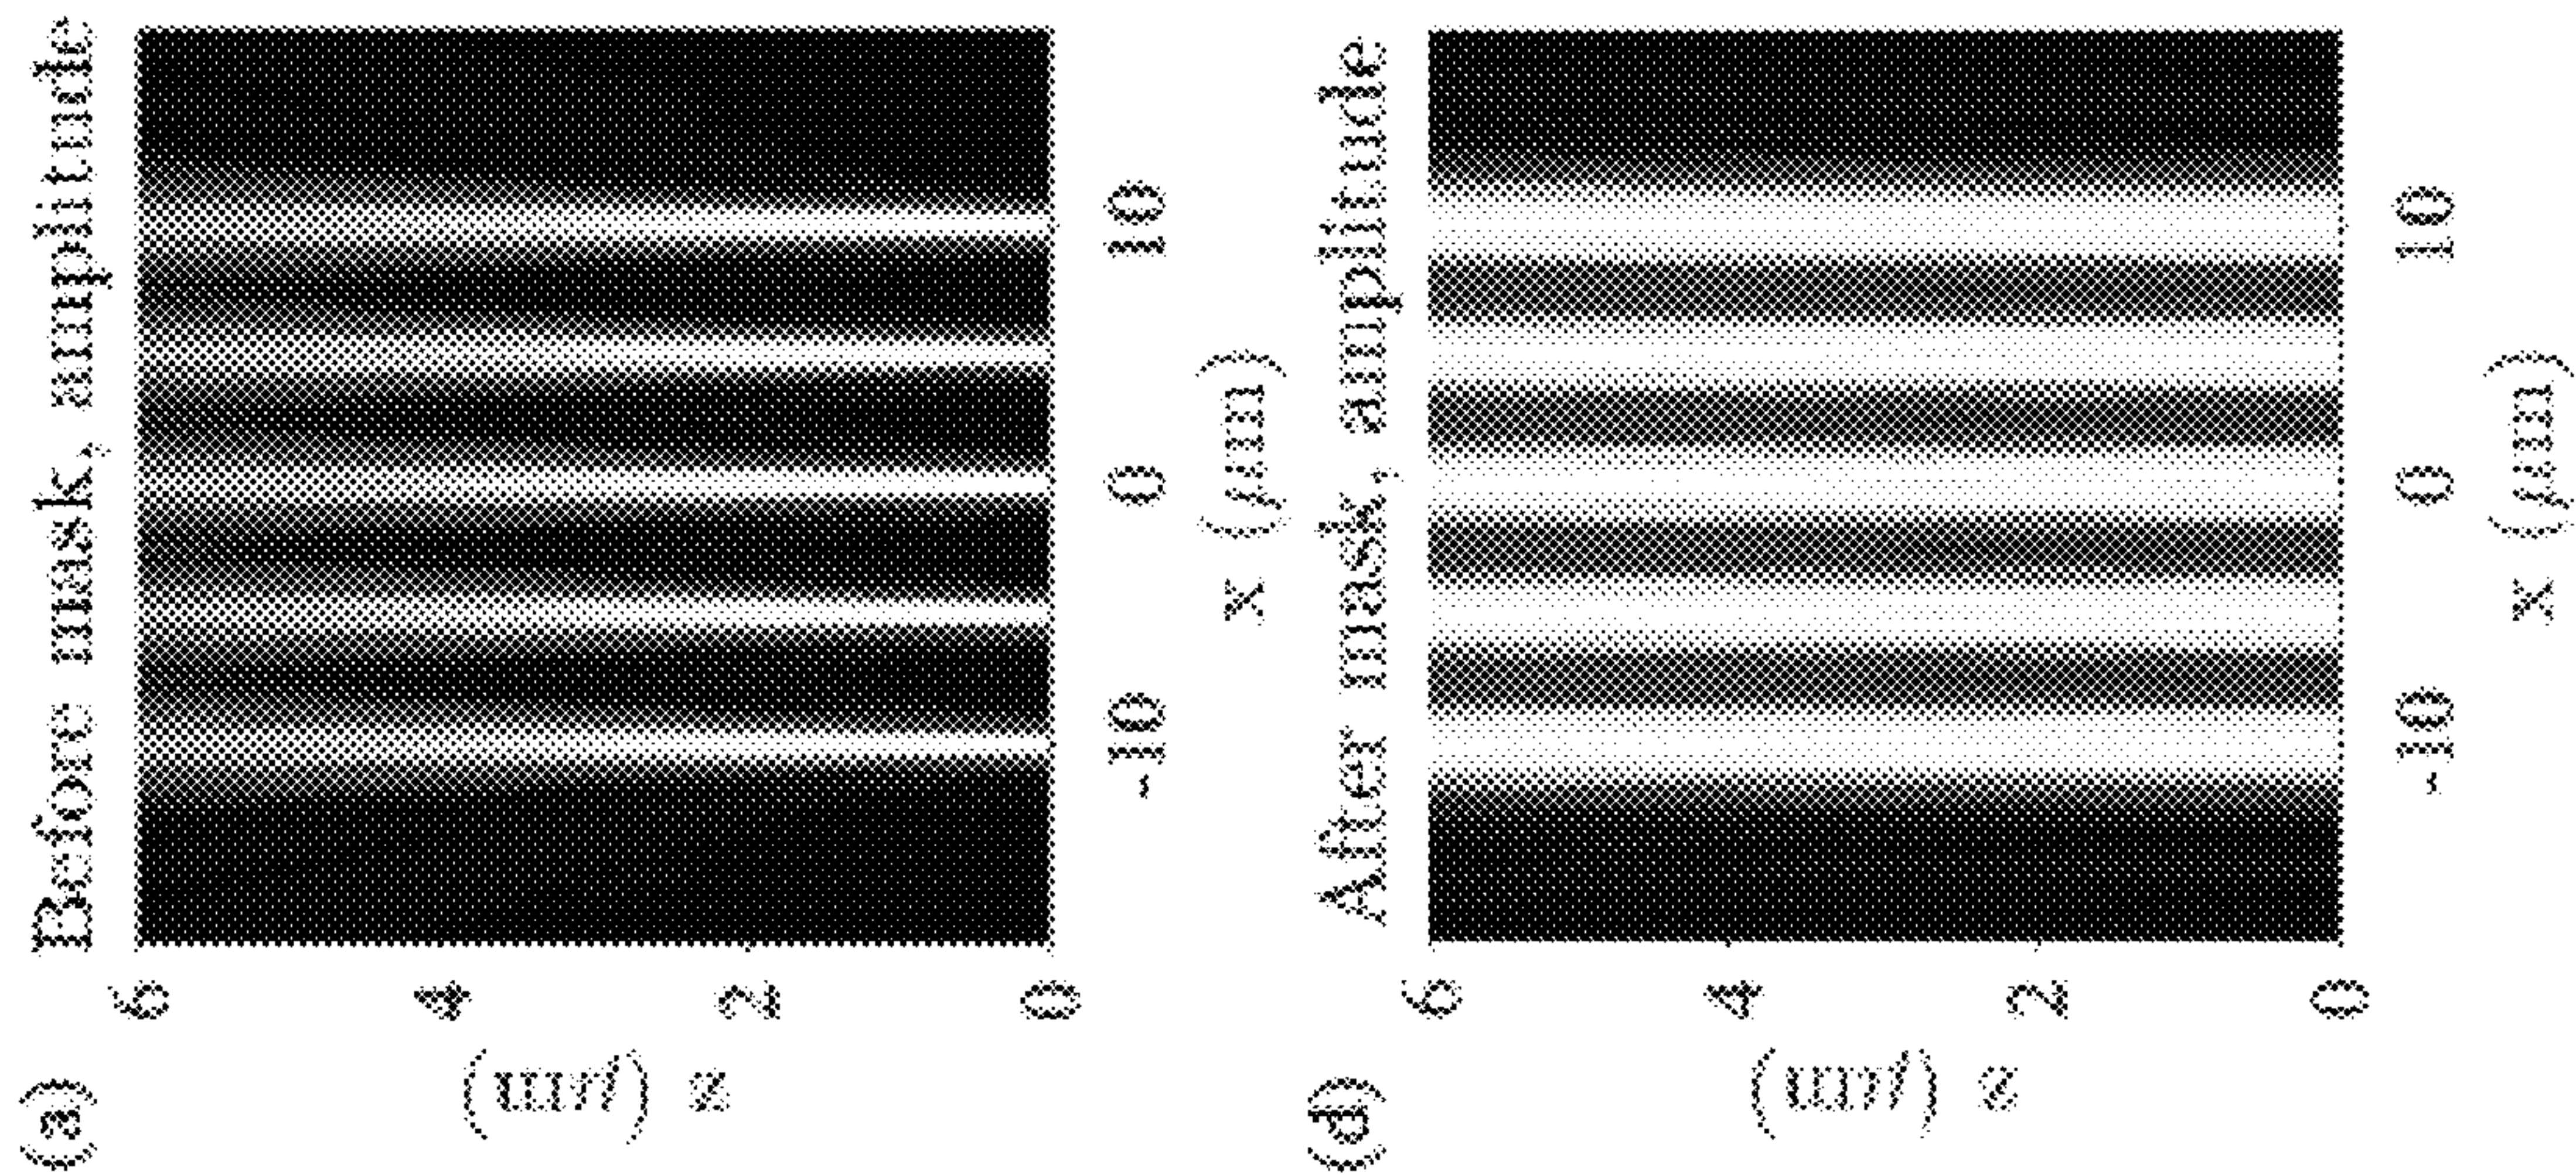 (a) Before mask, amplitude
z (μm)
6
4
2
0
-10 0 10
x (μm)
(d) After mask, amplitude
z (μm)
6
4
2
0
-10 0 10
x (μm)